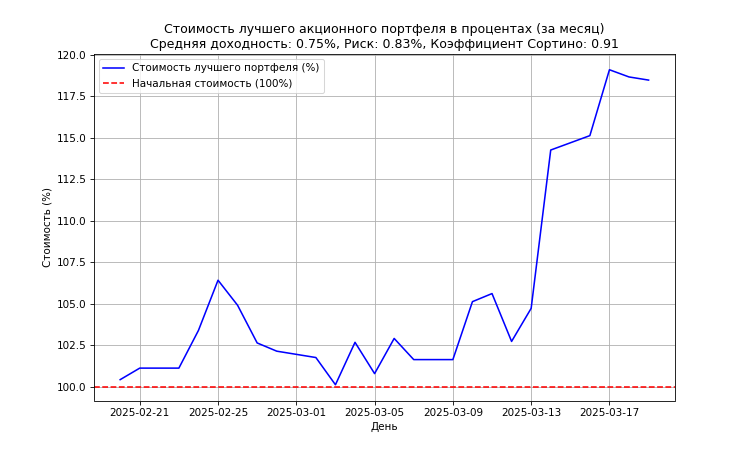 Стоимость лучшего акционного портфеля в процентах (за месяц)
Средняя доходность: 0.75%, Риск: 0.83%, Коэффициент Сортино: 0.91
Стоимость лучшего портфеля (%)
Начальная стоимость (100%)
Стоимость (%)
120.0
117.5
115.0
112.5
110.0
107.5
105.0
102.5
100.0
2025-02-21
2025-02-25
2025-03-01
2025-03-05
2025-03-09
2025-03-13
2025-03-17
День